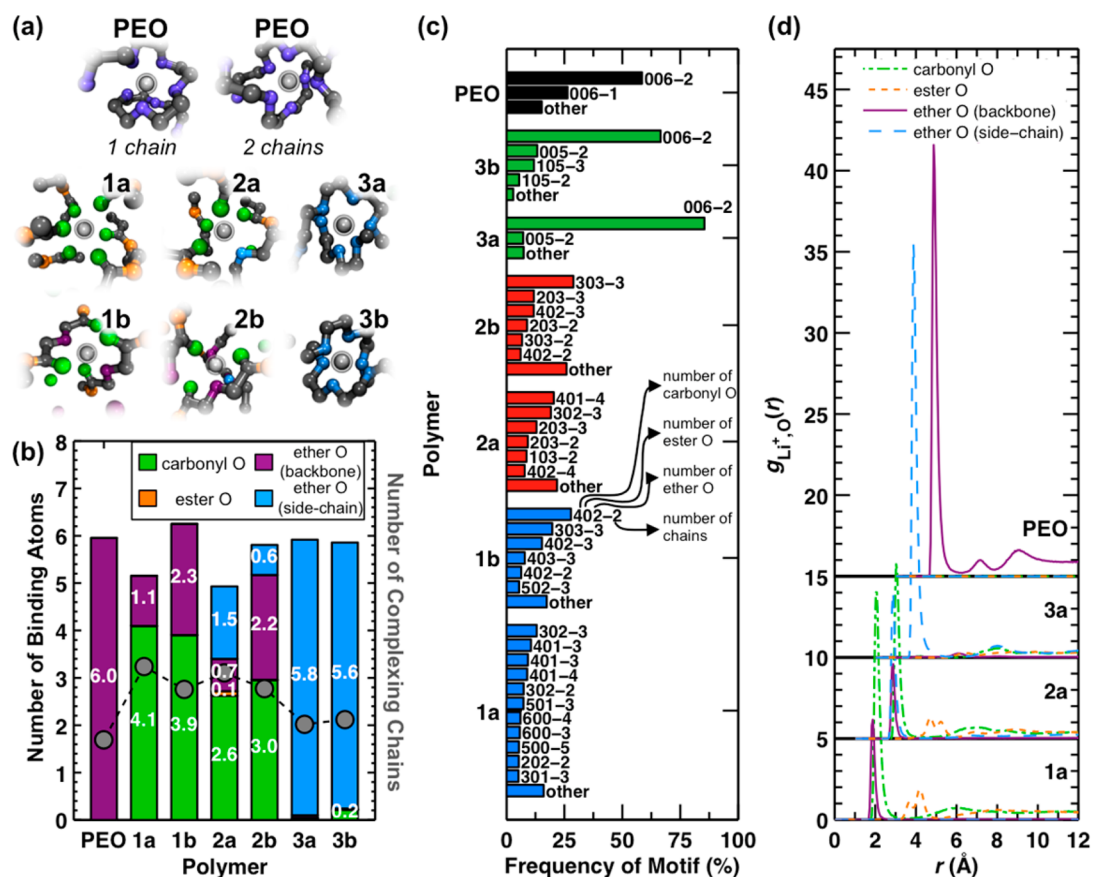 (a)
PEO
PEO
1 chain
2 chains
1a
2a
3a
1b
2b
3b
(b)
8
7
6
5
4
3
2
1
0
Number of Binding Atoms
carbonyl O
ester O
ether O
(backbone)
ether O
(side-chain)
6.0
1.1
4.1
2.3
3.9
1.5
0.7
0.1
2.6
0.6
2.2
3.0
5.8
5.6
0.2
Number of Complexing Chains
PEO 1a 1b 2a 2b 3a 3b
Polymer
(c)
Polymer
PEO
006-2
006-1
other
3b
006-2
005-2
105-3
105-2
other
3a
006-2
005-2
other
2b
303-3
203-3
402-3
203-2
303-2
402-2
other
2a
401-4
302-3
203-3
203-2
103-2
402-4
other
number of
carbonyl O
number of
ester O
number of
ether O
number of
chains
1b
402-2
303-3
402-3
403-3
402-2
502-3
other
1a
302-3
401-3
401-3
401-4
302-2
501-3
600-4
600-3
500-5
202-2
301-3
other
0 25 50 75 100
Frequency of Motif (%)
(d)
carbonyl O
ester O
ether O (backbone)
ether O (side-chain)
45
40
35
30
25
20
15
10
5
0
gLi+,O(r)
PEO
3a
2a
1a
0 2 4 6 8 10 12
r (Å)